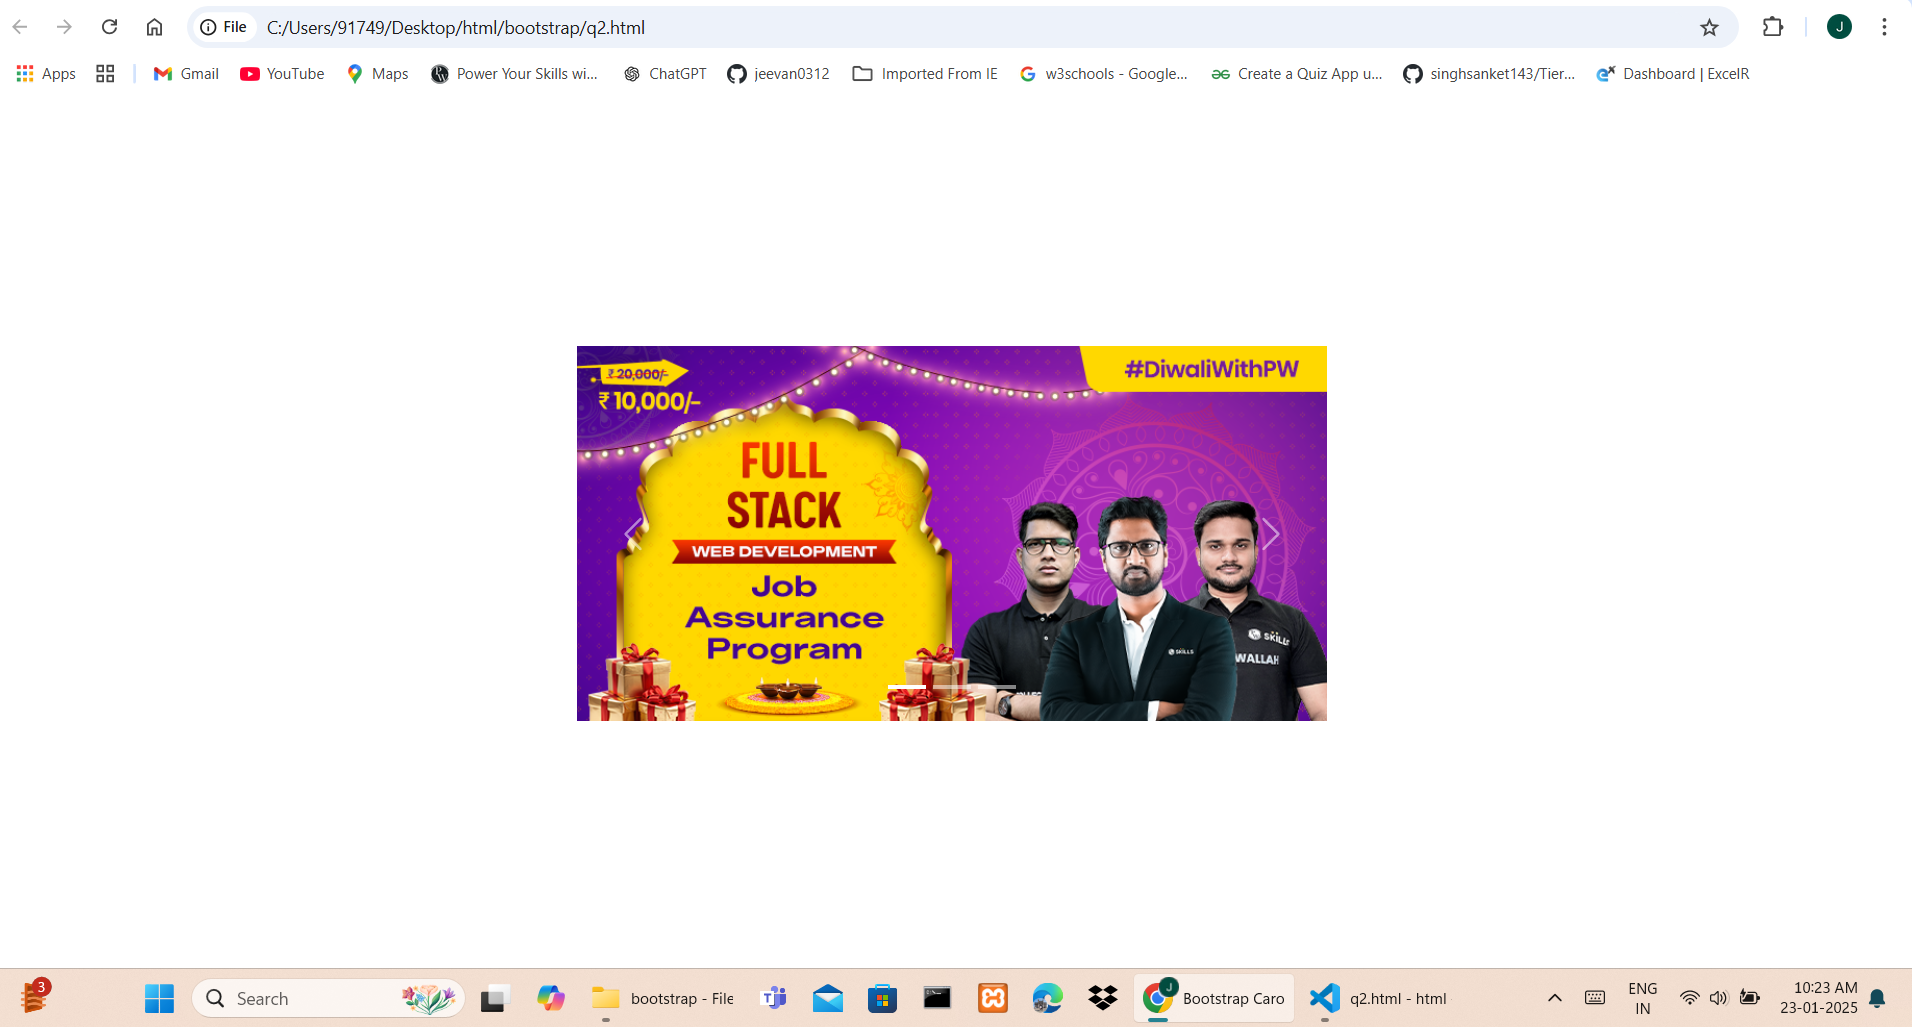 File C:/Users/91749/Desktop/html/bootstrap/q2.html J
Apps Gmail YouTube Maps Power Your Skills wi... ChatGPT jeevan0312 Imported From IE w3schools - Google... Create a Quiz App u... singhsanket143/Tier... Dashboard | ExcelR
₹ 20,000/-
#DiwaliWithPW
₹ 10,000/-
FULL
STACK
WEB DEVELOPMENT
Job
Assurance
Program
SKILLS
SKILLS
WALLAH
3
Search
bootstrap - File
J
Bootstrap Caro
q2.html - html
ENG
IN
10:23 AM
23-01-2025